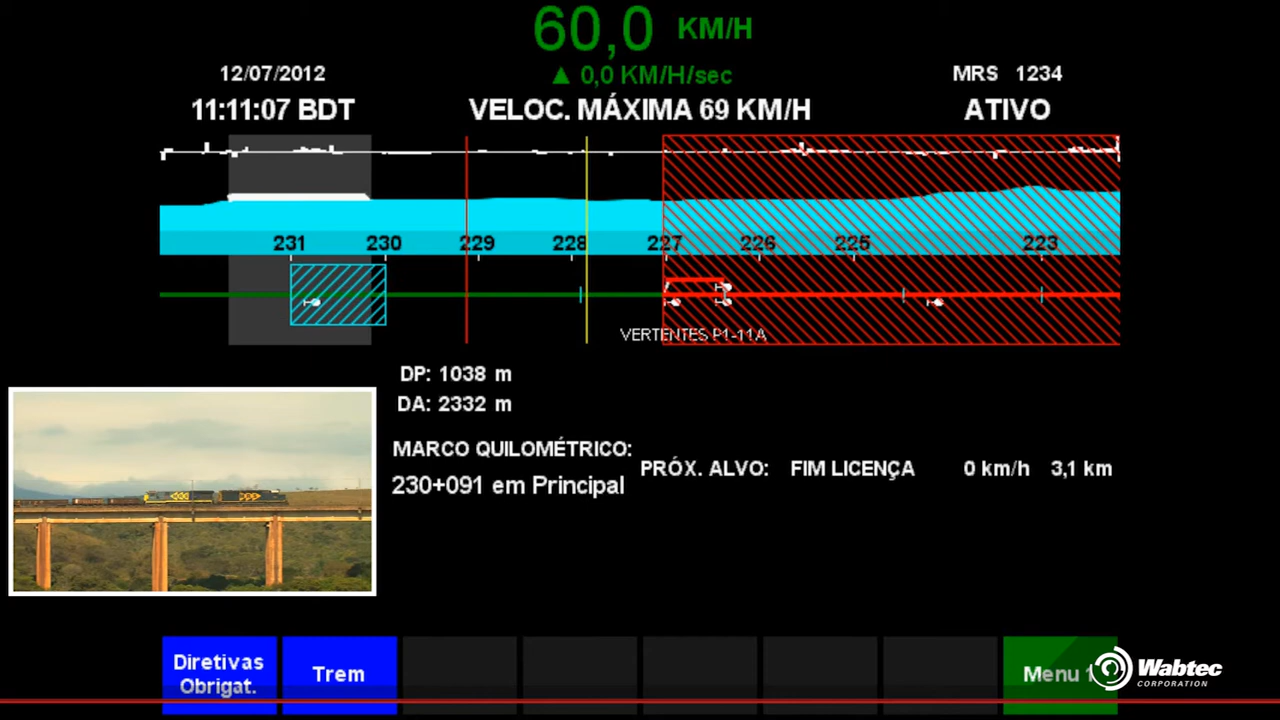 60,0 KM/H
▲ 0,0 KM/H/sec
12/07/2012
MRS 1234
11:11:07 BDT
VELOC. MÁXIMA 69 KM/H
ATIVO
231 230 229 228 227 226 225 223
VERTENTES P1-11A
DP: 1038 m
DA: 2332 m
MARCO QUILOMÉTRICO:
230+091 em Principal
PRÓX. ALVO: FIM LICENÇA 0 km/h 3,1 km
Diretivas
Obrigat.
Trem
Menu 1
Wabtec
CORPORATION